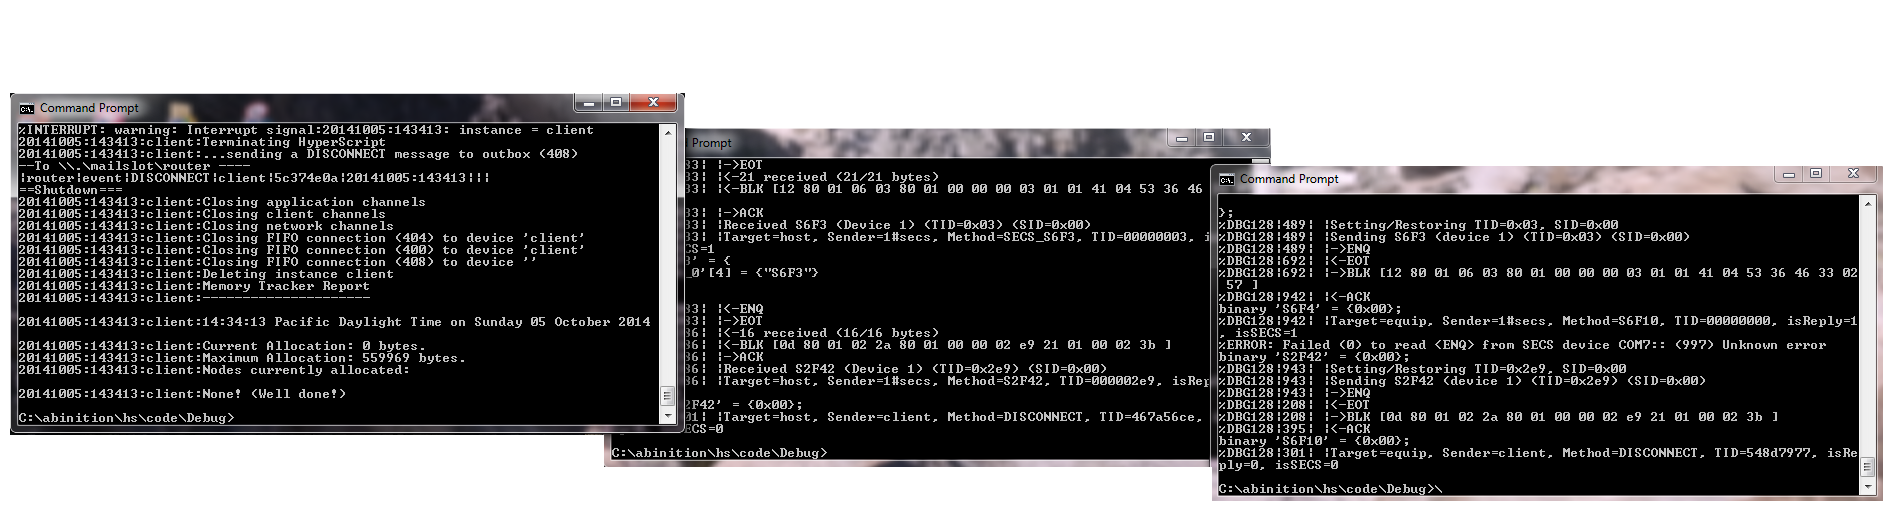 Command Prompt
%INTERRUPT: warning: Interrupt signal:20141005:143413: instance = client
20141005:143413:client:Terminating HyperScript
20141005:143413:client:...sending a DISCONNECT message to outbox (408)
--To \\.\mailslot\router ----
¦router¦event¦DISCONNECT¦client¦5c374e0a¦20141005:143413¦¦¦
==Shutdown===
20141005:143413:client:Closing application channels
20141005:143413:client:Closing client channels
20141005:143413:client:Closing network channels
20141005:143413:client:Closing FIFO connection (404) to device 'client'
20141005:143413:client:Closing FIFO connection (400) to device 'client'
20141005:143413:client:Closing FIFO connection (408) to device ''
20141005:143413:client:Deleting instance client
20141005:143413:client:Memory Tracker Report
20141005:143413:client:----------------------
20141005:143413:client:14:34:13 Pacific Daylight Time on Sunday 05 October 2014
20141005:143413:client:Current Allocation: 0 bytes.
20141005:143413:client:Maximum Allocation: 559969 bytes.
20141005:143413:client:Nodes currently allocated:
20141005:143413:client:None! (Well done!)
C:\abinition\hs\code\Debug>
Prompt
33¦ ¦->EOT
33¦ ¦<-21 received (21/21 bytes)
33¦ ¦<-BLK [12 80 01 06 03 80 01 00 00 00 03 01 01 41 04 53 36 46
33¦ ¦->ACK
33¦ ¦Received S6F3 (Device 1) (TID=0x03) (SID=0x00)
33¦ ¦Target=host, Sender=1#secs, Method=SECS_S6F3, TID=00000003, i
CS=1
3' = {
_0'[4] = {"S6F3"}
33¦ ¦<-ENQ
33¦ ¦->EOT
36¦ ¦<-16 received (16/16 bytes)
36¦ ¦<-BLK [0d 80 01 02 2a 80 01 00 00 02 e9 21 01 00 02 3b ]
36¦ ¦->ACK
36¦ ¦Received S2F42 (Device 1) (TID=0x2e9) (SID=0x00)
36¦ ¦Target=host, Sender=1#secs, Method=S2F42, TID=000002e9, isRep
2F42' = {0x00};
01¦ ¦Target=host, Sender=client, Method=DISCONNECT, TID=467a56ce,
ECS=0
C:\abinition\hs\code\Debug>
Command Prompt
};
%DBG128¦489¦ ¦Setting/Restoring TID=0x03, SID=0x00
%DBG128¦489¦ ¦Sending S6F3 (device 1) (TID=0x03) (SID=0x00)
%DBG128¦489¦ ¦->ENQ
%DBG128¦692¦ ¦<-EOT
%DBG128¦692¦ ¦->BLK [12 80 01 06 03 80 01 00 00 00 03 01 01 41 04 53 36 46 33 02
57 ]
%DBG128¦942¦ ¦<-ACK
binary 'S6F4' = {0x00};
%DBG128¦942¦ ¦Target=equip, Sender=1#secs, Method=S6F10, TID=00000000, isReply=1
, isSECS=1
%ERROR: Failed (0) to read <ENQ> from SECS device COM7:: (997) Unknown error
binary 'S2F42' = {0x00};
%DBG128¦943¦ ¦Setting/Restoring TID=0x2e9, SID=0x00
%DBG128¦943¦ ¦Sending S2F42 (device 1) (TID=0x2e9) (SID=0x00)
%DBG128¦943¦ ¦->ENQ
%DBG128¦208¦ ¦<-EOT
%DBG128¦208¦ ¦->BLK [0d 80 01 02 2a 80 01 00 00 02 e9 21 01 00 02 3b ]
%DBG128¦395¦ ¦<-ACK
binary 'S6F10' = {0x00};
%DBG128¦301¦ ¦Target=equip, Sender=client, Method=DISCONNECT, TID=548d7977, isRe
ply=0, isSECS=0
C:\abinition\hs\code\Debug>\